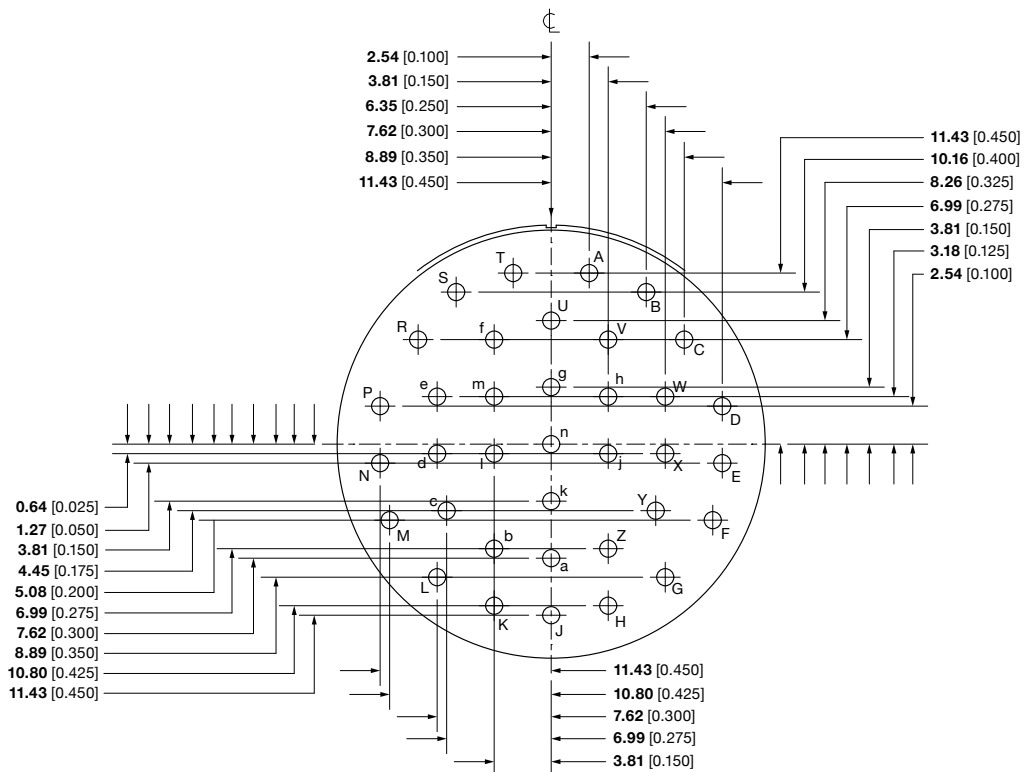 ℄
2.54 [0.100]
3.81 [0.150]
6.35 [0.250]
7.62 [0.300]
8.89 [0.350]
11.43 [0.450]
11.43 [0.450]
10.16 [0.400]
8.26 [0.325]
6.99 [0.275]
3.81 [0.150]
3.18 [0.125]
2.54 [0.100]
T A
S B
U
R f V C
g
e m h W
P D
n
d l j X
N E
k
c Y
M F
b Z
a
L G
K J H
0.64 [0.025]
1.27 [0.050]
3.81 [0.150]
4.45 [0.175]
5.08 [0.200]
6.99 [0.275]
7.62 [0.300]
8.89 [0.350]
10.80 [0.425]
11.43 [0.450]
11.43 [0.450]
10.80 [0.425]
7.62 [0.300]
6.99 [0.275]
3.81 [0.150]